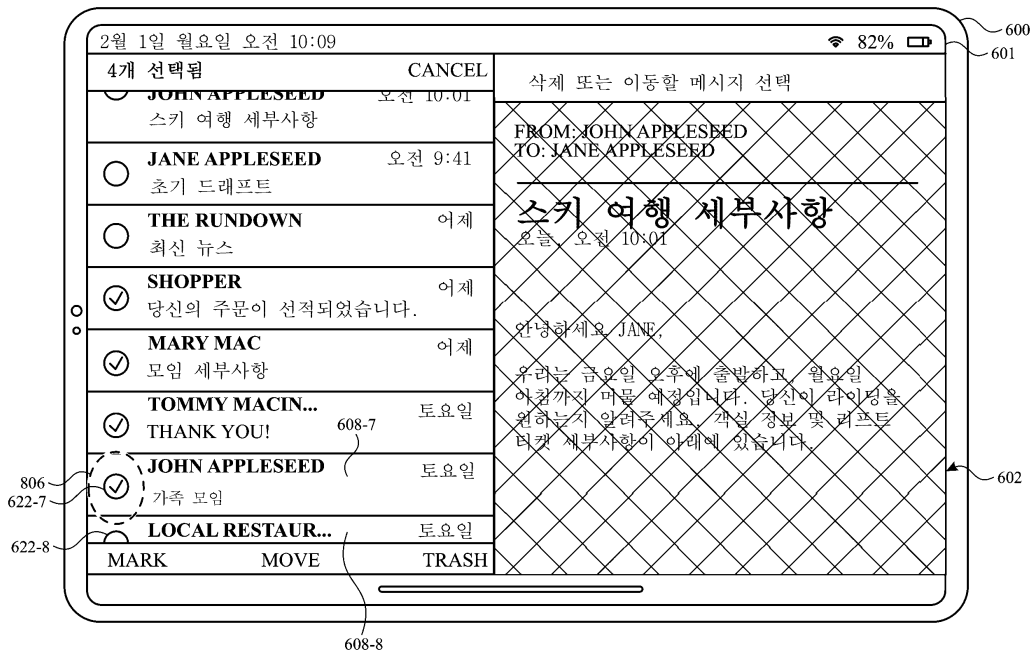 2월 1일 월요일 오전 10:09
82%
600
601
4개 선택됨
CANCEL
삭제 또는 이동할 메시지 선택
JOHN APPLESEED
오전 10:01
스키 여행 세부사항
JANE APPLESEED
오전 9:41
초기 드래프트
THE RUNDOWN
어제
최신 뉴스
SHOPPER
어제
당신의 주문이 선적되었습니다.
MARY MAC
어제
모임 세부사항
TOMMY MACIN...
토요일
THANK YOU!
608-7
JOHN APPLESEED
토요일
가족 모임
806
622-7
LOCAL RESTAUR...
토요일
622-8
MARK
MOVE
TRASH
608-8
FROM: JOHN APPLESEED
TO: JANE APPLESEED
스키 여행 세부사항
오늘, 오전 10:01
안녕하세요 JANE,
우리는 금요일 오후에 출발하고, 월요일
아침까지 머물 예정입니다. 당신이 라이딩을
원하는지 알려주세요. 객실 정보 및 리프트
티켓 세부사항이 아래에 있습니다.
602